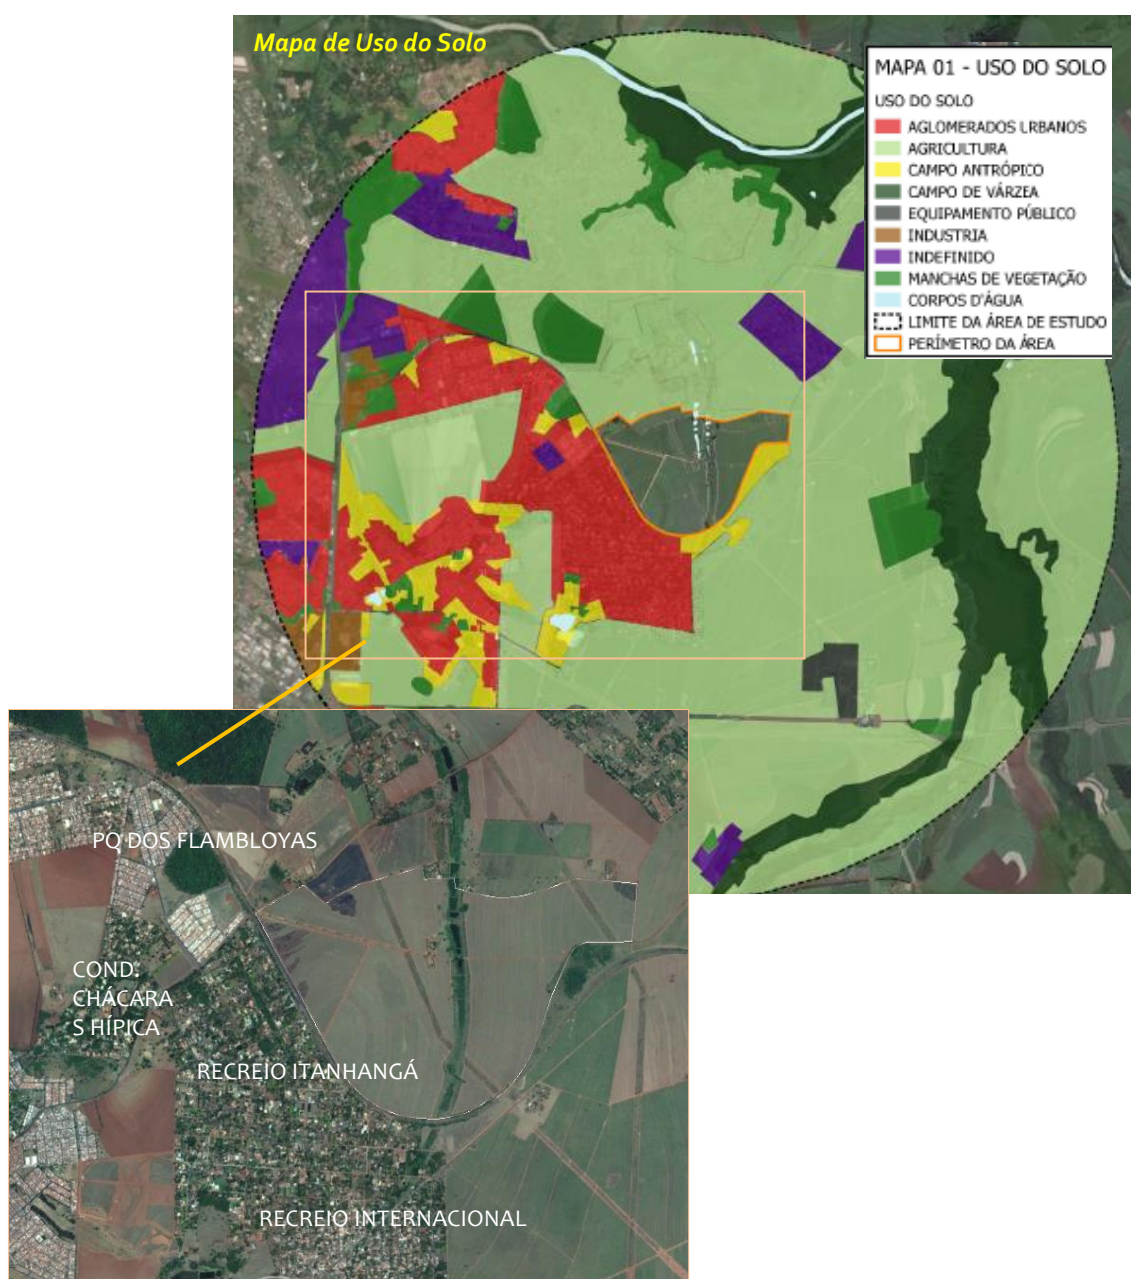 Mapa de Uso do Solo
MAPA 01 - USO DO SOLO
USO DO SOLO
AGLOMERADOS URBANOS
AGRICULTURA
CAMPO ANTRÓPICO
CAMPO DE VÁRZEA
EQUIPAMENTO PÚBLICO
INDUSTRIA
INDEFINIDO
MANCHAS DE VEGETAÇÃO
CORPOS D'ÁGUA
LIMITE DA ÁREA DE ESTUDO
PERÍMETRO DA ÁREA
PQ DOS FLAMBLOYAS
COND.
CHÁCARA
S HÍPICA
RECREIO ITANHANGÁ
RECREIO INTERNACIONAL